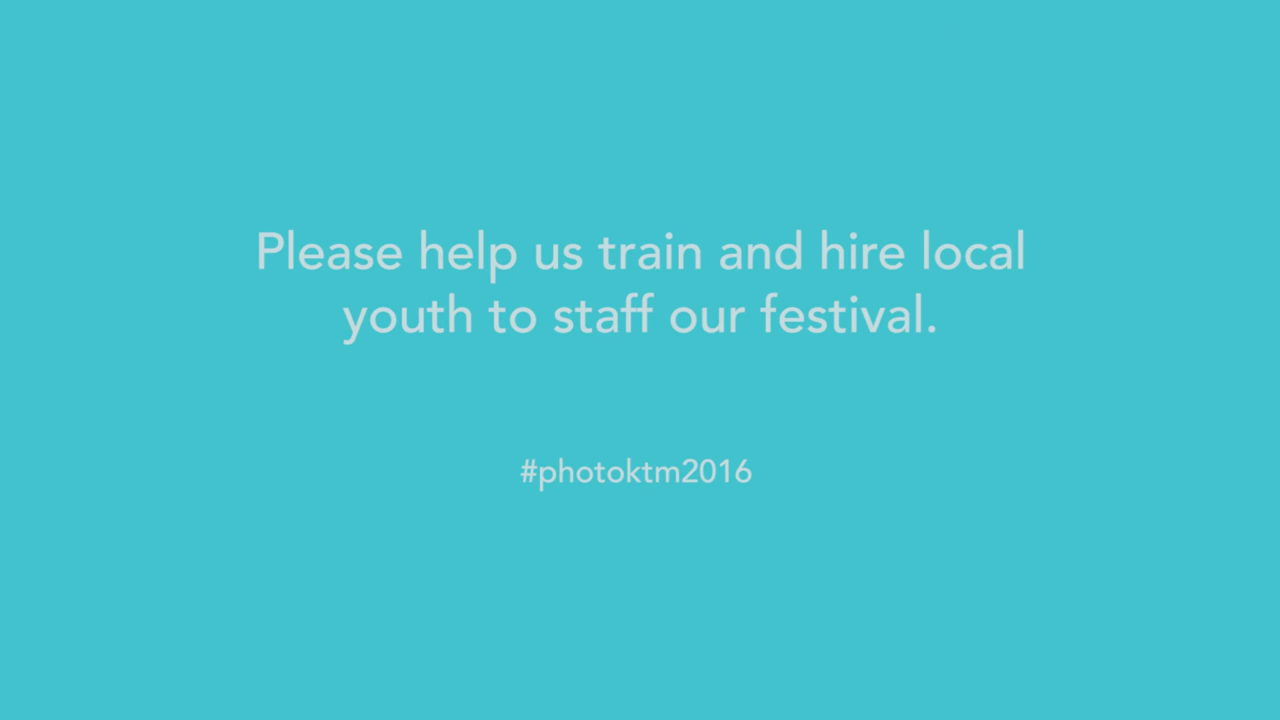 Please help us train and hire local
youth to staff our festival.
#photoktm2016